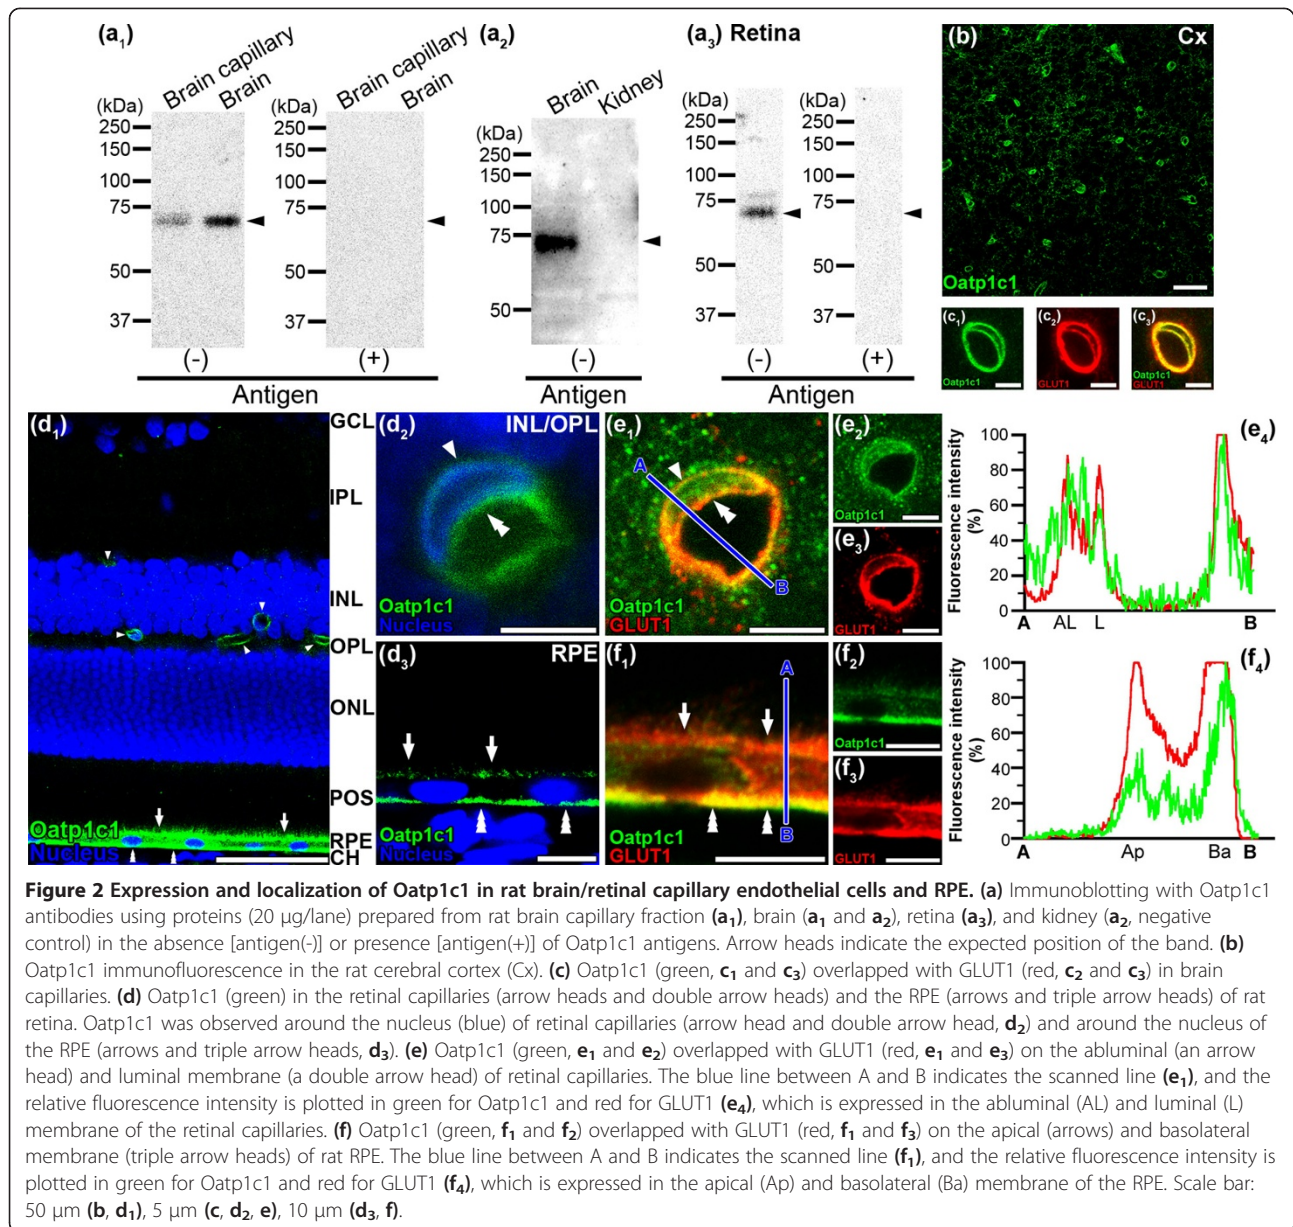 (a1)
Brain capillary
Brain
(kDa)
250
150
100
75
50
37
(-)
Brain capillary
Brain
(kDa)
250
150
100
75
50
37
(+)
Antigen
(a2)
Brain
Kidney
(kDa)
250
150
100
75
50
(-)
Antigen
(a3) Retina
(kDa)
250
150
100
75
50
37
(-)
(kDa)
250
150
100
75
50
37
(+)
Antigen
(b) Cx
Oatp1c1
(c1)
Oatp1c1
(c2)
GLUT1
(c3)
Oatp1c1
GLUT1
(d1)
GCL
IPL
INL
OPL
ONL
POS
RPE
CH
Oatp1c1
Nucleus
(d2) INL/OPL
Oatp1c1
Nucleus
(d3) RPE
Oatp1c1
Nucleus
(e1)
A
B
Oatp1c1
GLUT1
(e2)
Oatp1c1
(e3)
GLUT1
(e4)
Fluorescence intensity
(%)
100
80
60
40
20
0
A AL L B
(f1)
A
B
Oatp1c1
GLUT1
(f2)
Oatp1c1
(f3)
GLUT1
(f4)
Fluorescence intensity
(%)
100
80
60
40
20
0
A Ap Ba B
Figure 2 Expression and localization of Oatp1c1 in rat brain/retinal capillary endothelial cells and RPE. (a) Immunoblotting with Oatp1c1
antibodies using proteins (20 µg/lane) prepared from rat brain capillary fraction (a1), brain (a1 and a2), retina (a3), and kidney (a2, negative
control) in the absence [antigen(-)] or presence [antigen(+)] of Oatp1c1 antigens. Arrow heads indicate the expected position of the band. (b)
Oatp1c1 immunofluorescence in the rat cerebral cortex (Cx). (c) Oatp1c1 (green, c1 and c3) overlapped with GLUT1 (red, c2 and c3) in brain
capillaries. (d) Oatp1c1 (green) in the retinal capillaries (arrow heads and double arrow heads) and the RPE (arrows and triple arrow heads) of rat
retina. Oatp1c1 was observed around the nucleus (blue) of retinal capillaries (arrow head and double arrow head, d2) and around the nucleus of
the RPE (arrows and triple arrow heads, d3). (e) Oatp1c1 (green, e1 and e2) overlapped with GLUT1 (red, e1 and e3) on the abluminal (an arrow
head) and luminal membrane (a double arrow head) of retinal capillaries. The blue line between A and B indicates the scanned line (e1), and the
relative fluorescence intensity is plotted in green for Oatp1c1 and red for GLUT1 (e4), which is expressed in the abluminal (AL) and luminal (L)
membrane of the retinal capillaries. (f) Oatp1c1 (green, f1 and f2) overlapped with GLUT1 (red, f1 and f3) on the apical (arrows) and basolateral
membrane (triple arrow heads) of rat RPE. The blue line between A and B indicates the scanned line (f1), and the relative fluorescence intensity is
plotted in green for Oatp1c1 and red for GLUT1 (f4), which is expressed in the apical (Ap) and basolateral (Ba) membrane of the RPE. Scale bar:
50 µm (b, d1), 5 µm (c, d2, e), 10 µm (d3, f).